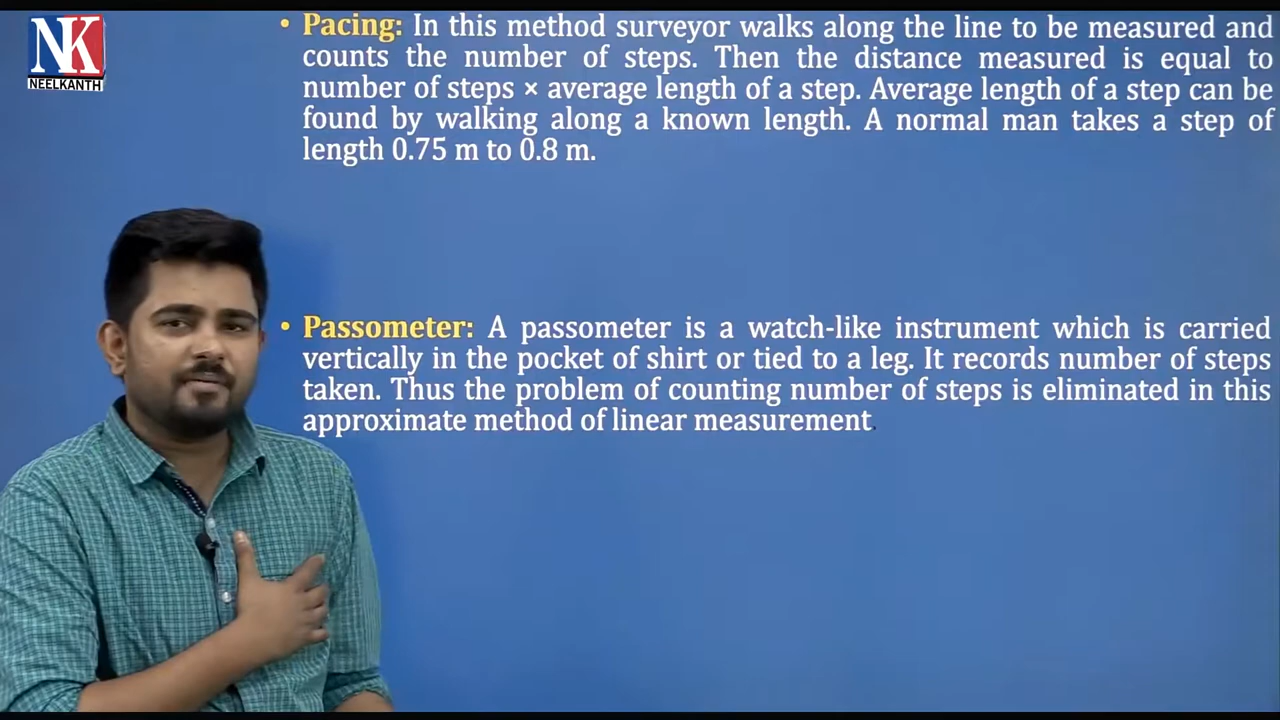 NK
NEELKANTH
• Pacing: In this method surveyor walks along the line to be measured and
counts the number of steps. Then the distance measured is equal to
number of steps × average length of a step. Average length of a step can be
found by walking along a known length. A normal man takes a step of
length 0.75 m to 0.8 m.
• Passometer: A passometer is a watch-like instrument which is carried
vertically in the pocket of shirt or tied to a leg. It records number of steps
taken. Thus the problem of counting number of steps is eliminated in this
approximate method of linear measurement.